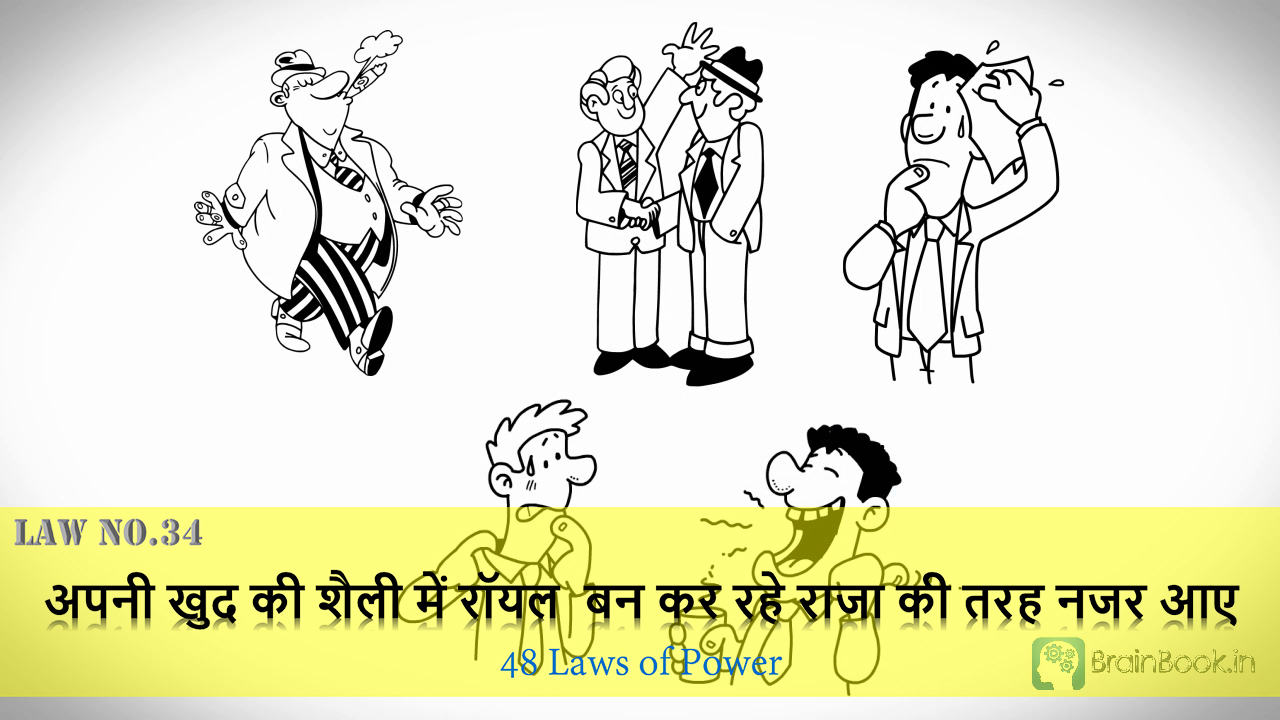 LAW NO.34
अपनी खुद की शैली में रॉयल बन कर रहे राजा की तरह नजर आए
48 Laws of Power
BrainBook.in